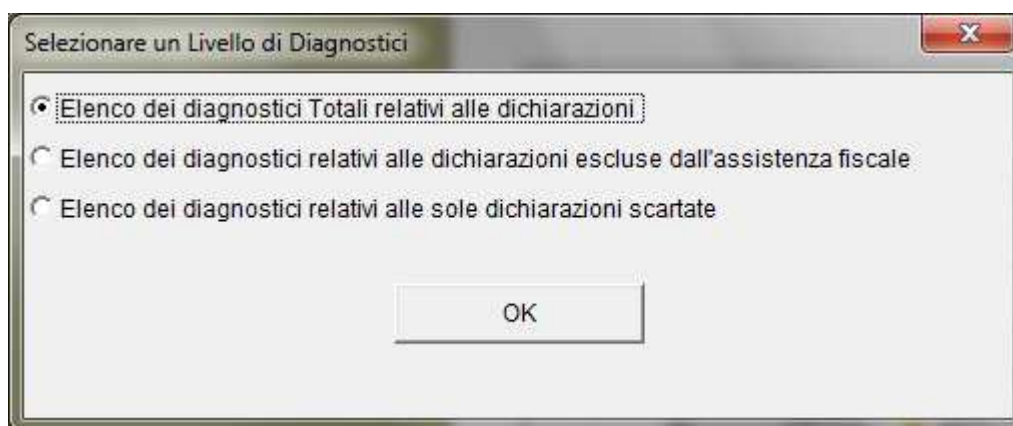 Selezionare un Livello di Diagnostici
Elenco dei diagnostici Totali relativi alle dichiarazioni
Elenco dei diagnostici relativi alle dichiarazioni escluse dall'assistenza fiscale
Elenco dei diagnostici relativi alle sole dichiarazioni scartate
OK